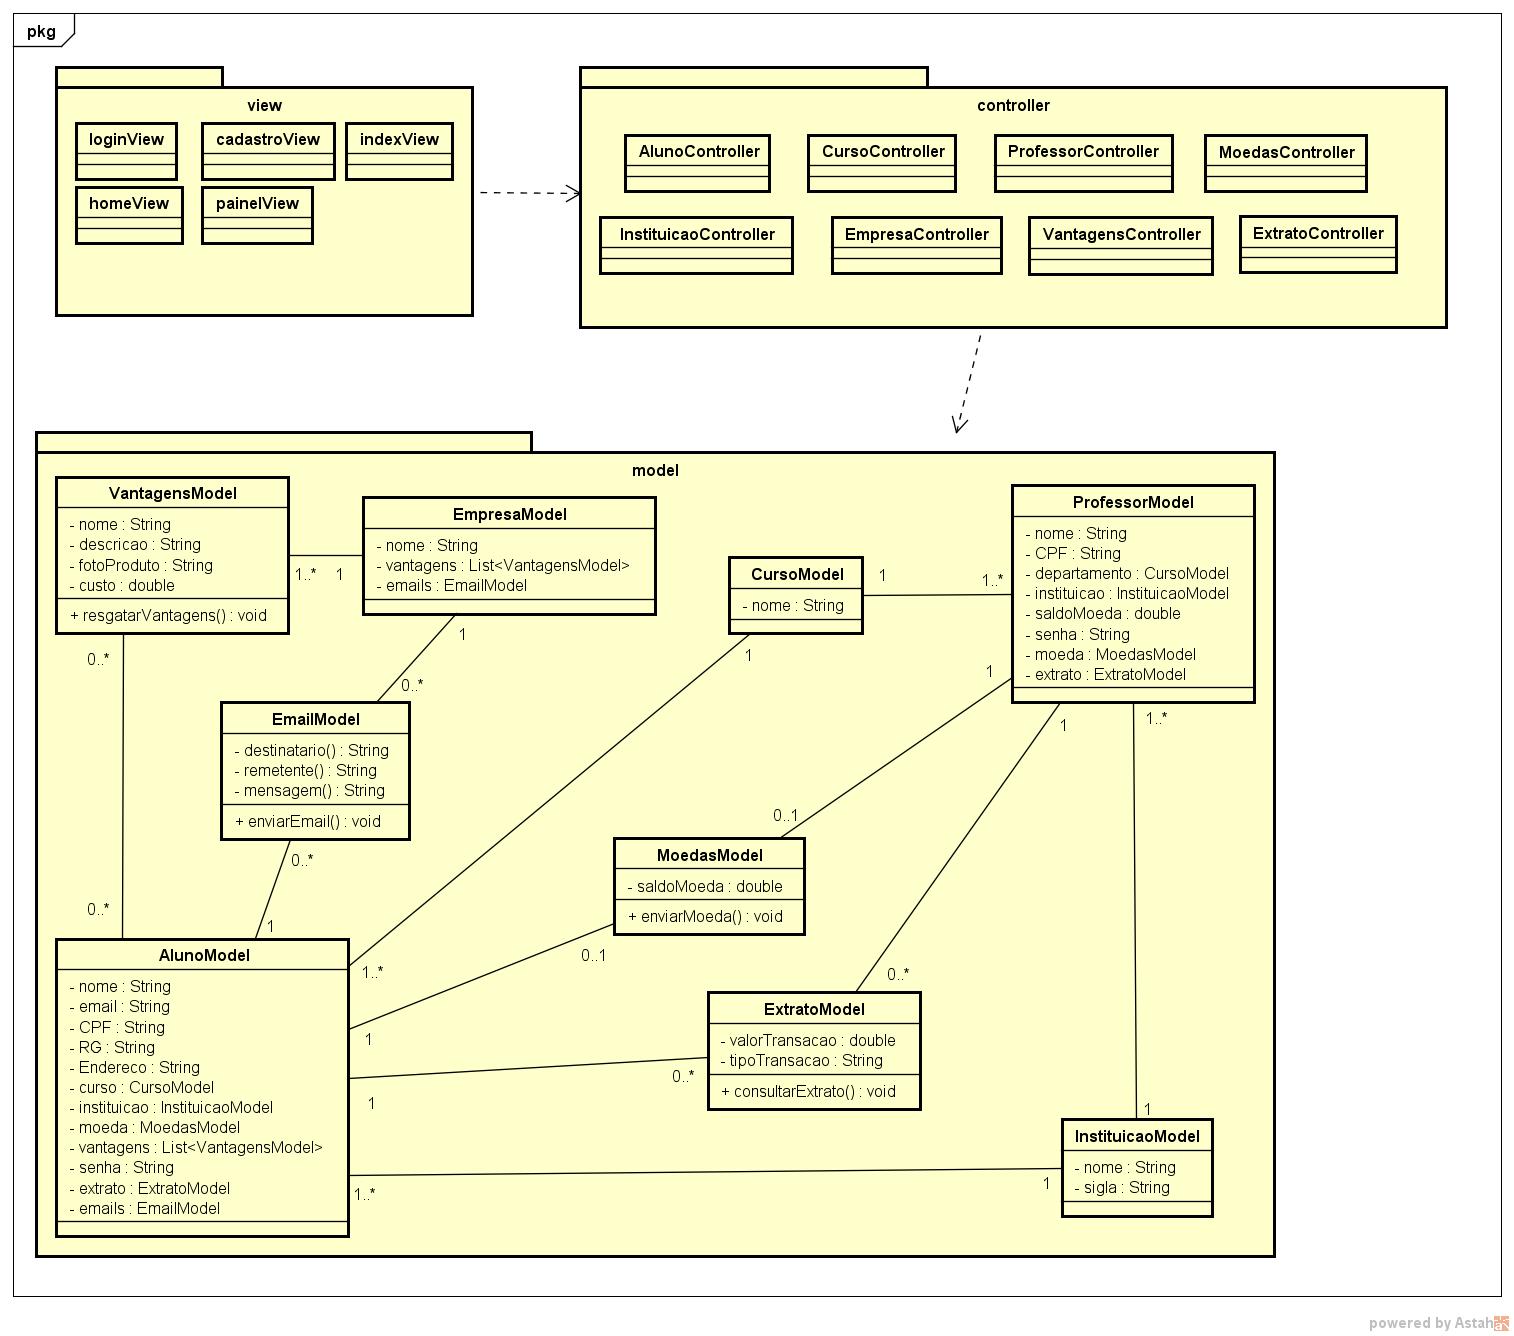 pkg
view
loginView
cadastroView
indexView
homeView
painelView
controller
AlunoController
CursoController
ProfessorController
MoedasController
InstituicaoController
EmpresaController
VantagensController
ExtratoController
model
VantagensModel
- nome : String
- descricao : String
- fotoProduto : String
- custo : double
+ resgatarVantagens() : void
1..*
1
EmpresaModel
- nome : String
- vantagens : List<VantagensModel>
- emails : EmailModel
1
0..*
CursoModel
- nome : String
1
1..*
1
ProfessorModel
- nome : String
- CPF : String
- departamento : CursoModel
- instituicao : InstituicaoModel
- saldoMoeda : double
- senha : String
- moeda : MoedasModel
- extrato : ExtratoModel
1
1
1..*
0..*
EmailModel
- destinatario() : String
- remetente() : String
- mensagem() : String
+ enviarEmail() : void
0..*
1
0..1
MoedasModel
- saldoMoeda : double
+ enviarMoeda() : void
0..1
0..*
AlunoModel
- nome : String
- email : String
- CPF : String
- RG : String
- Endereco : String
- curso : CursoModel
- instituicao : InstituicaoModel
- moeda : MoedasModel
- vantagens : List<VantagensModel>
- senha : String
- extrato : ExtratoModel
- emails : EmailModel
1..*
1
1
1..*
0..*
0..*
ExtratoModel
- valorTransacao : double
- tipoTransacao : String
+ consultarExtrato() : void
1
1
InstituicaoModel
- nome : String
- sigla : String
powered by Astah